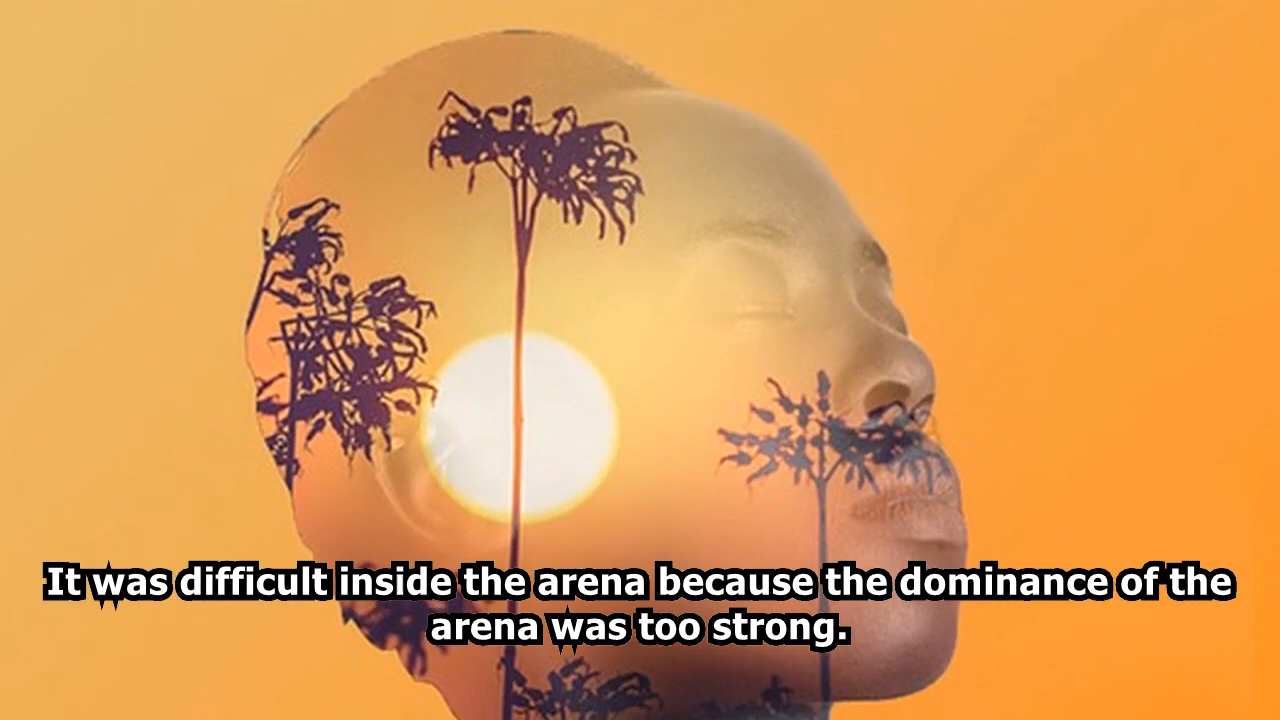 It was difficult inside the arena because the dominance of the
arena was too strong.